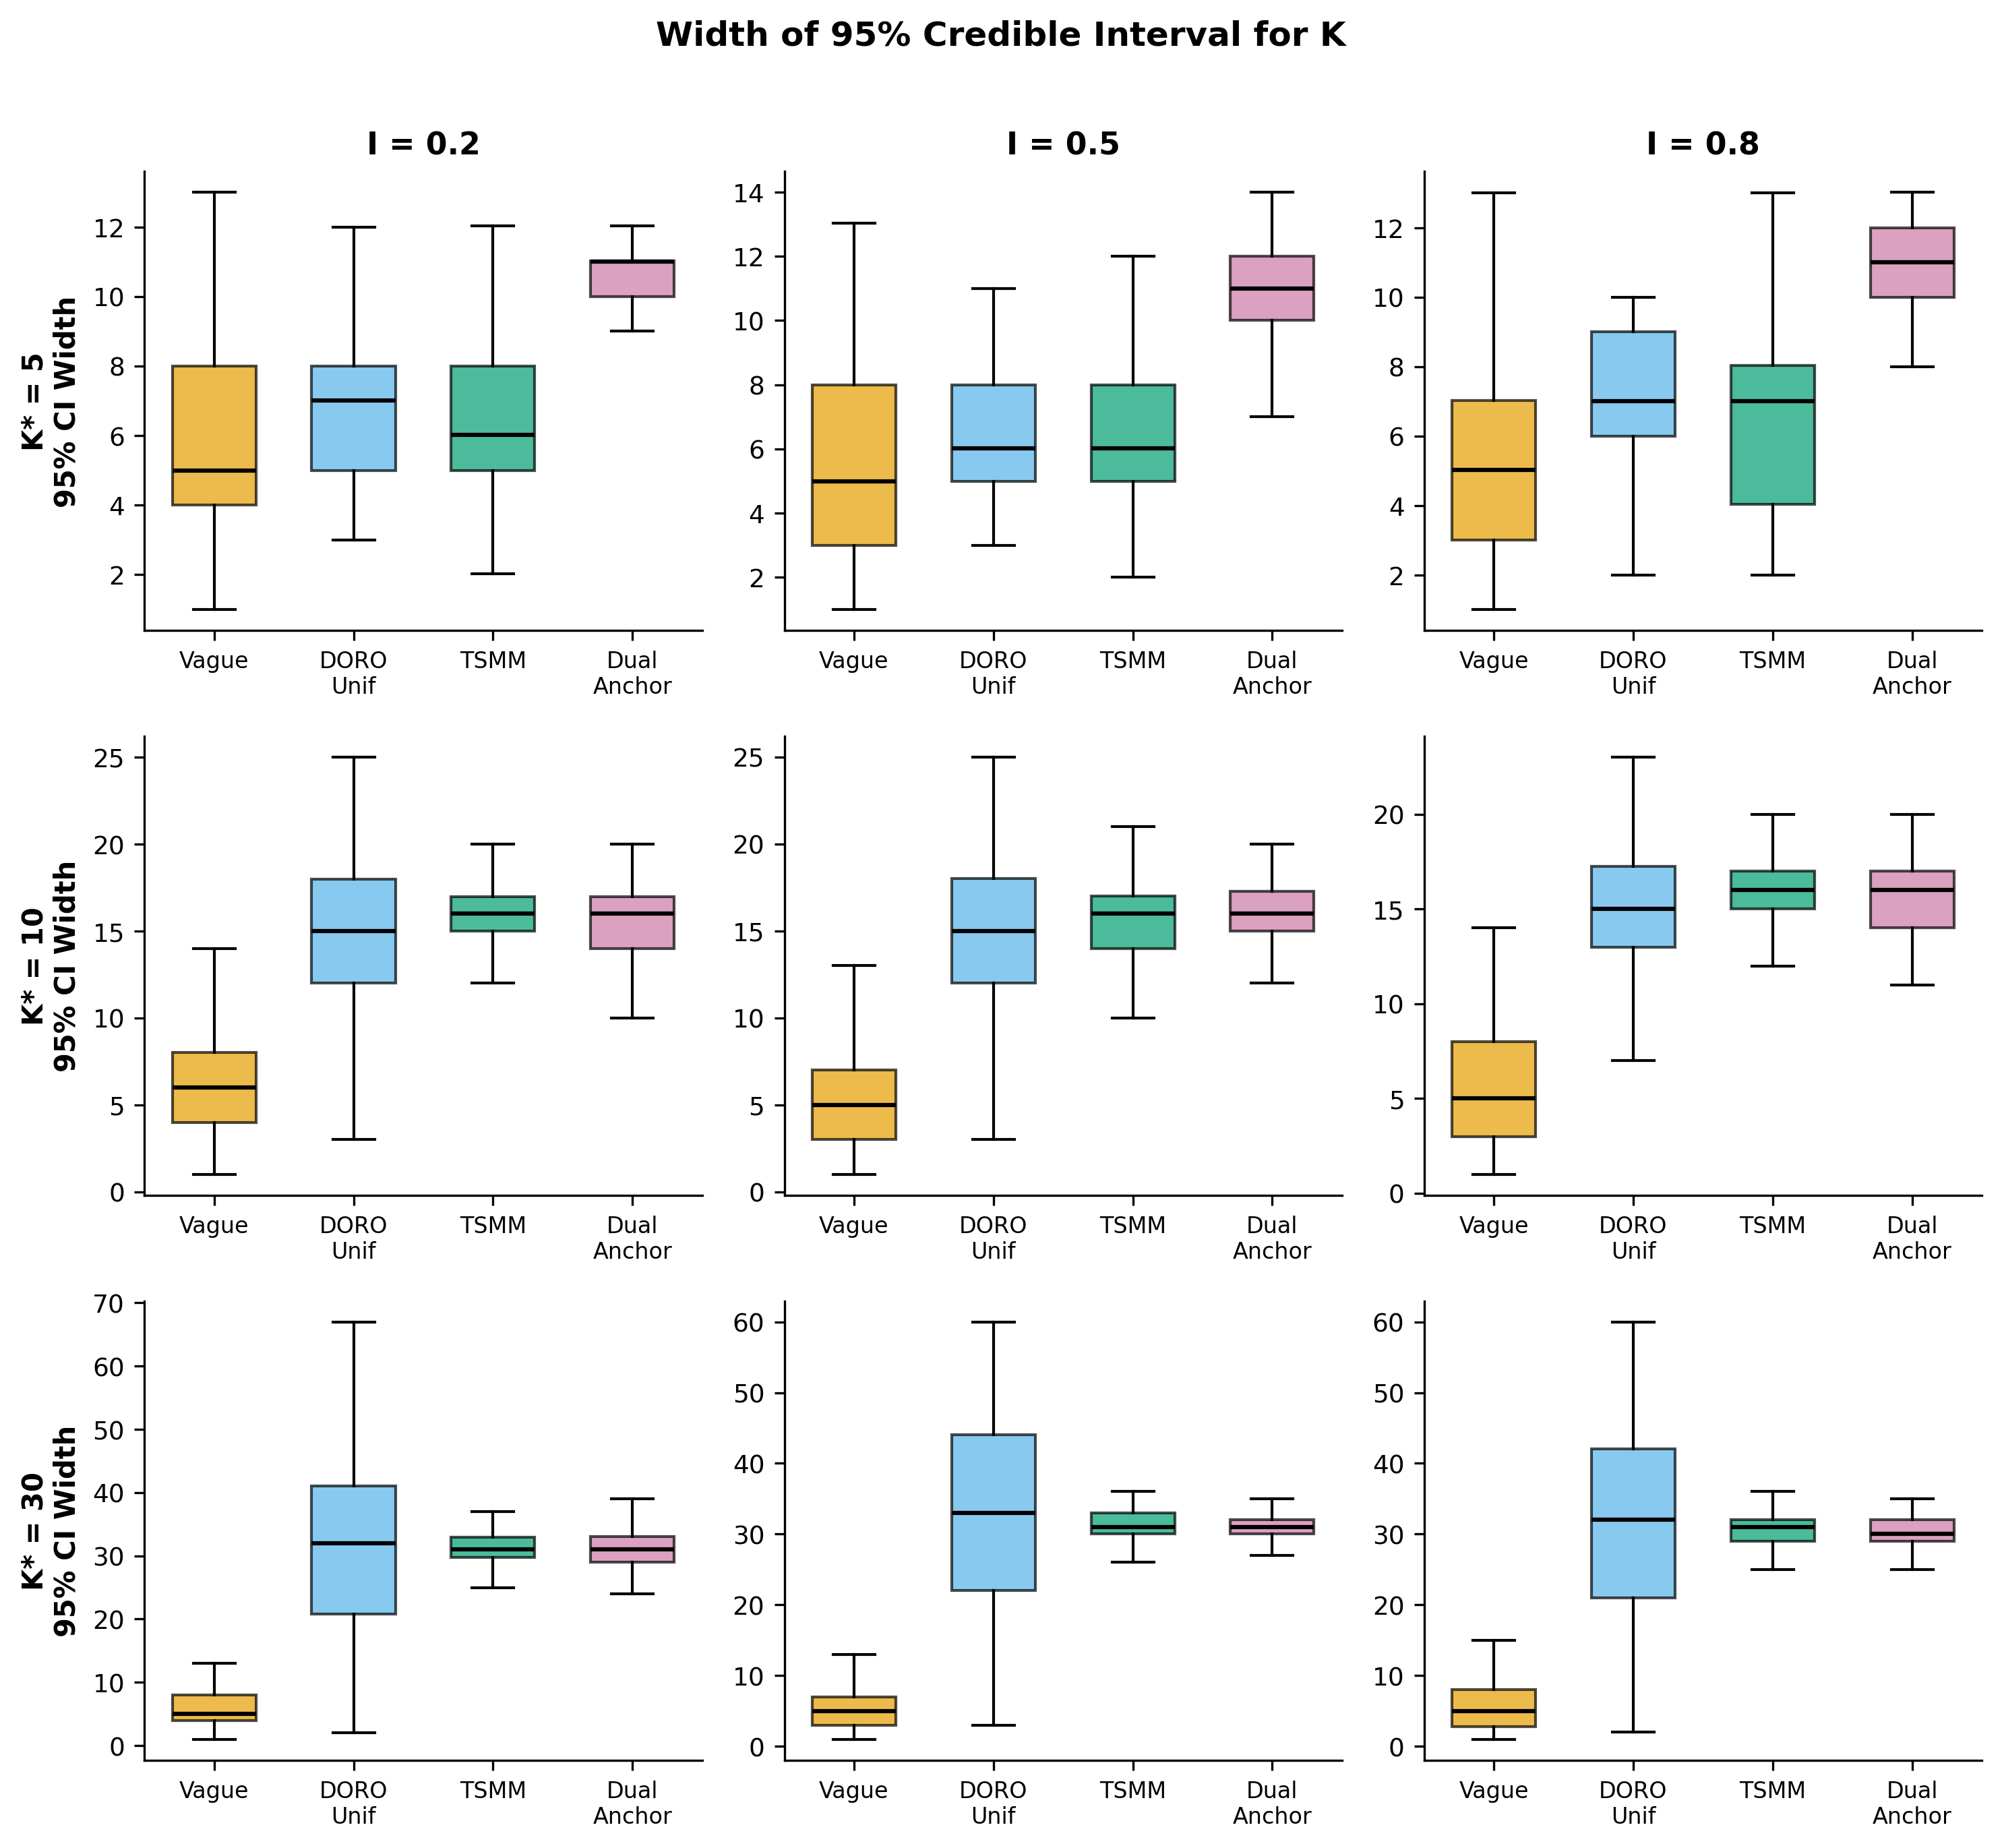 Width of 95% Credible Interval for K
I = 0.2
I = 0.5
I = 0.8
K* = 5
95% CI Width
12
10
8
6
4
2
Vague
DORO
Unif
TSMM
Dual
Anchor
14
12
10
8
6
4
2
Vague
DORO
Unif
TSMM
Dual
Anchor
12
10
8
6
4
2
Vague
DORO
Unif
TSMM
Dual
Anchor
K* = 10
95% CI Width
25
20
15
10
5
0
Vague
DORO
Unif
TSMM
Dual
Anchor
25
20
15
10
5
0
Vague
DORO
Unif
TSMM
Dual
Anchor
20
15
10
5
0
Vague
DORO
Unif
TSMM
Dual
Anchor
K* = 30
95% CI Width
70
60
50
40
30
20
10
0
Vague
DORO
Unif
TSMM
Dual
Anchor
60
50
40
30
20
10
0
Vague
DORO
Unif
TSMM
Dual
Anchor
60
50
40
30
20
10
0
Vague
DORO
Unif
TSMM
Dual
Anchor